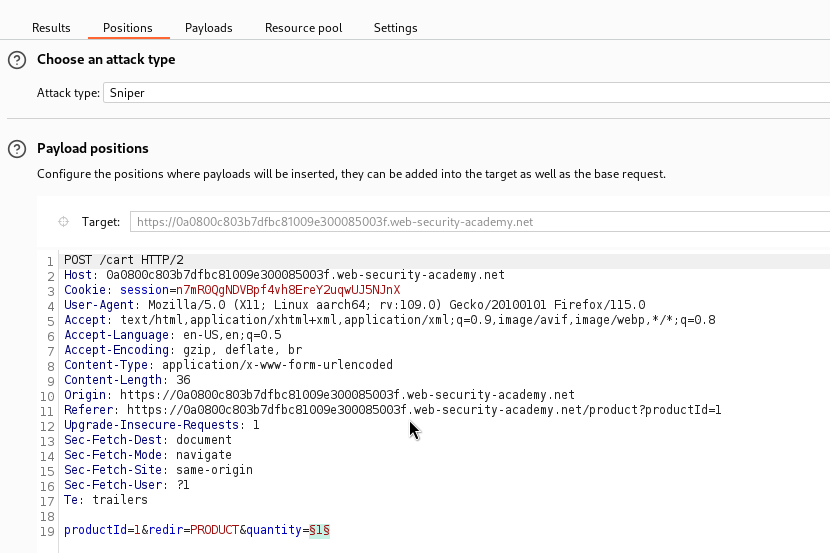 Results Positions Payloads Resource pool Settings
? Choose an attack type
Attack type: Sniper
? Payload positions
Configure the positions where payloads will be inserted, they can be added into the target as well as the base request.
Target: https://0a0800c803b7dfbc81009e300085003f.web-security-academy.net
1 POST /cart HTTP/2
2 Host: 0a0800c803b7dfbc81009e300085003f.web-security-academy.net
3 Cookie: session=n7mR0QgNDVBpf4vh8EreY2uqwUJ5NJnX
4 User-Agent: Mozilla/5.0 (X11; Linux aarch64; rv:109.0) Gecko/20100101 Firefox/115.0
5 Accept: text/html,application/xhtml+xml,application/xml;q=0.9,image/avif,image/webp,*/*;q=0.8
6 Accept-Language: en-US,en;q=0.5
7 Accept-Encoding: gzip, deflate, br
8 Content-Type: application/x-www-form-urlencoded
9 Content-Length: 36
10 Origin: https://0a0800c803b7dfbc81009e300085003f.web-security-academy.net
11 Referer: https://0a0800c803b7dfbc81009e300085003f.web-security-academy.net/product?productId=1
12 Upgrade-Insecure-Requests: 1
13 Sec-Fetch-Dest: document
14 Sec-Fetch-Mode: navigate
15 Sec-Fetch-Site: same-origin
16 Sec-Fetch-User: ?1
17 Te: trailers
18
19 productId=1&redir=PRODUCT&quantity=§1§